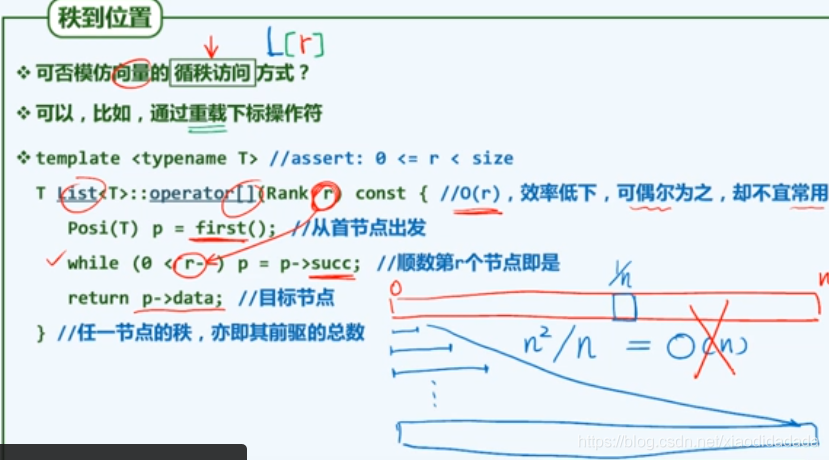 秩到位置
L[r]
❖ 可否模仿向量的循秩访问方式?
❖ 可以,比如,通过重载下标操作符
❖ template <typename T> //assert: 0 <= r < size
T List<T>::operator[](Rank r) const { //O(r),效率低下,可偶尔为之,却不宜常用
Posi(T) p = first(); //从首节点出发
while (0 < r--) p = p->succ; //顺数第r个节点即是
return p->data; //目标节点
} //任一节点的秩,亦即其前驱的总数
0 1/n n
n²/n = O(n)
https://blog.csdn.net/xiaodidadada